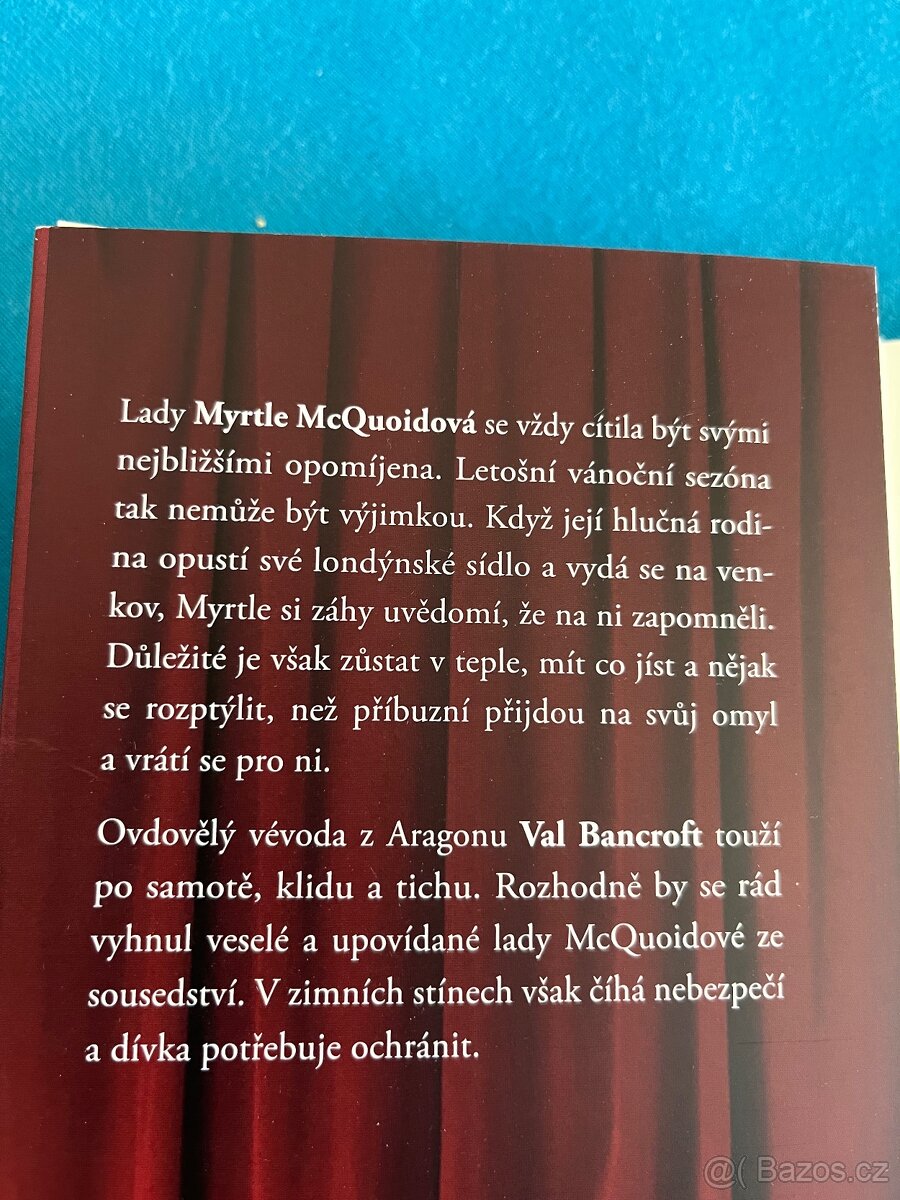 Lady Myrtle McQuoidová se vždy cítila být svými
nejbližšími opomíjena. Letošní vánoční sezóna
tak nemůže být výjimkou. Když její hlučná rodi-
na opustí své londýnské sídlo a vydá se na ven-
kov, Myrtle si záhy uvědomí, že na ni zapomněli.
Důležité je však zůstat v teple, mít co jíst a nějak
se rozptýlit, než příbuzní přijdou na svůj omyl
a vrátí se pro ni.
Ovdovělý vévoda z Aragonu Val Bancroft touží
po samotě, klidu a tichu. Rozhodně by se rád
vyhnul veselé a upovídané lady McQuoidové ze
sousedství. V zimních stínech však číhá nebezpečí
a dívka potřebuje ochránit.
@( Bazos.cz